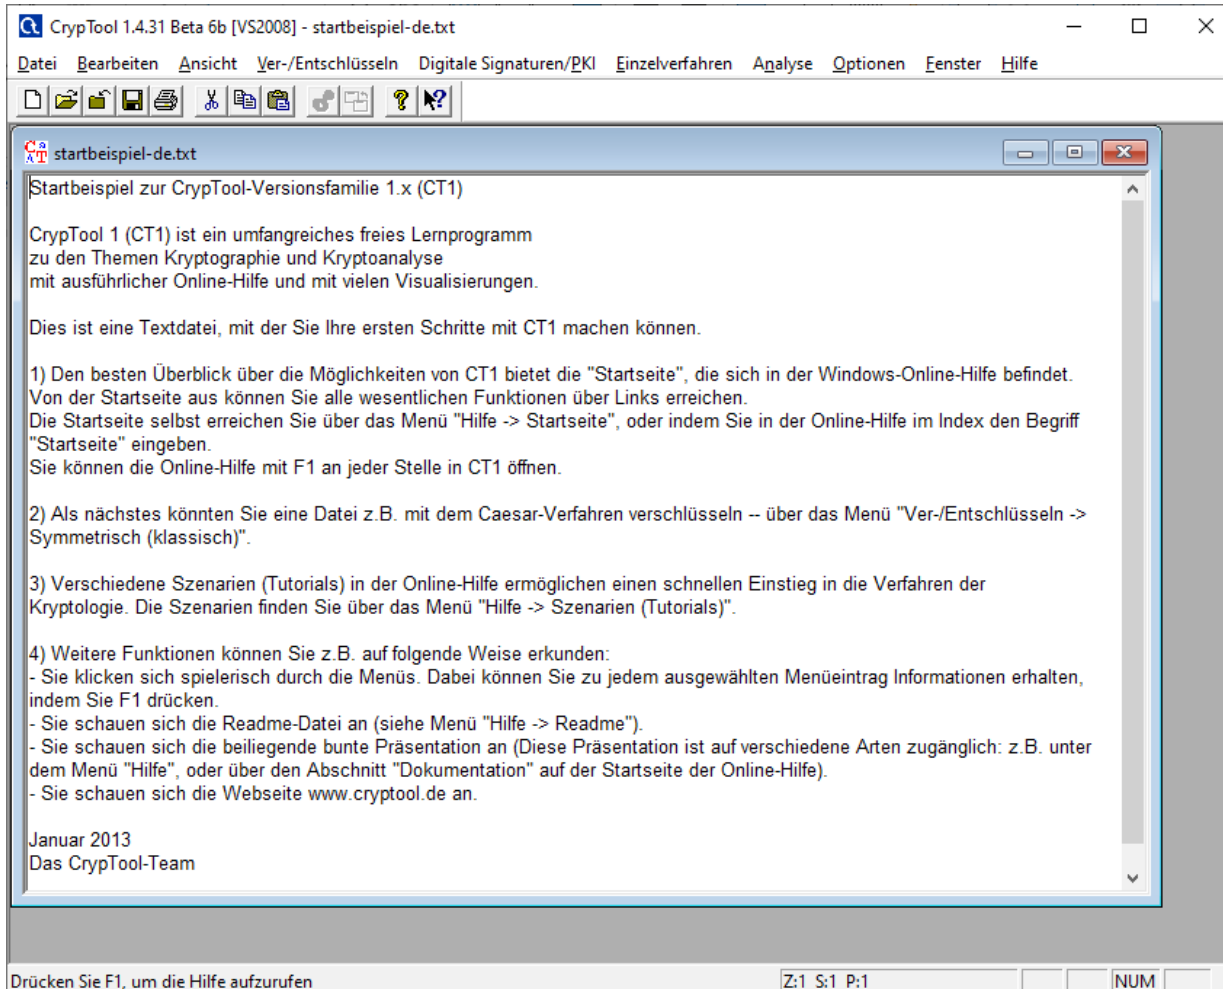 CrypTool 1.4.31 Beta 6b [VS2008] - startbeispiel-de.txt
Datei Bearbeiten Ansicht Ver-/Entschlüsseln Digitale Signaturen/PKI Einzelverfahren Analyse Optionen Fenster Hilfe
startbeispiel-de.txt
Startbeispiel zur CrypTool-Versionsfamilie 1.x (CT1)
CrypTool 1 (CT1) ist ein umfangreiches freies Lernprogramm
zu den Themen Kryptographie und Kryptoanalyse
mit ausführlicher Online-Hilfe und mit vielen Visualisierungen.
Dies ist eine Textdatei, mit der Sie Ihre ersten Schritte mit CT1 machen können.
1) Den besten Überblick über die Möglichkeiten von CT1 bietet die "Startseite", die sich in der Windows-Online-Hilfe befindet.
Von der Startseite aus können Sie alle wesentlichen Funktionen über Links erreichen.
Die Startseite selbst erreichen Sie über das Menü "Hilfe -> Startseite", oder indem Sie in der Online-Hilfe im Index den Begriff
"Startseite" eingeben.
Sie können die Online-Hilfe mit F1 an jeder Stelle in CT1 öffnen.
2) Als nächstes könnten Sie eine Datei z.B. mit dem Caesar-Verfahren verschlüsseln -- über das Menü "Ver-/Entschlüsseln ->
Symmetrisch (klassisch)".
3) Verschiedene Szenarien (Tutorials) in der Online-Hilfe ermöglichen einen schnellen Einstieg in die Verfahren der
Kryptologie. Die Szenarien finden Sie über das Menü "Hilfe -> Szenarien (Tutorials)".
4) Weitere Funktionen können Sie z.B. auf folgende Weise erkunden:
- Sie klicken sich spielerisch durch die Menüs. Dabei können Sie zu jedem ausgewählten Menüeintrag Informationen erhalten,
indem Sie F1 drücken.
- Sie schauen sich die Readme-Datei an (siehe Menü "Hilfe -> Readme").
- Sie schauen sich die beiliegende bunte Präsentation an (Diese Präsentation ist auf verschiedene Arten zugänglich: z.B. unter
dem Menü "Hilfe", oder über den Abschnitt "Dokumentation" auf der Startseite der Online-Hilfe).
- Sie schauen sich die Webseite www.cryptool.de an.
Januar 2013
Das CrypTool-Team
Drücken Sie F1, um die Hilfe aufzurufen Z:1 S:1 P:1 NUM